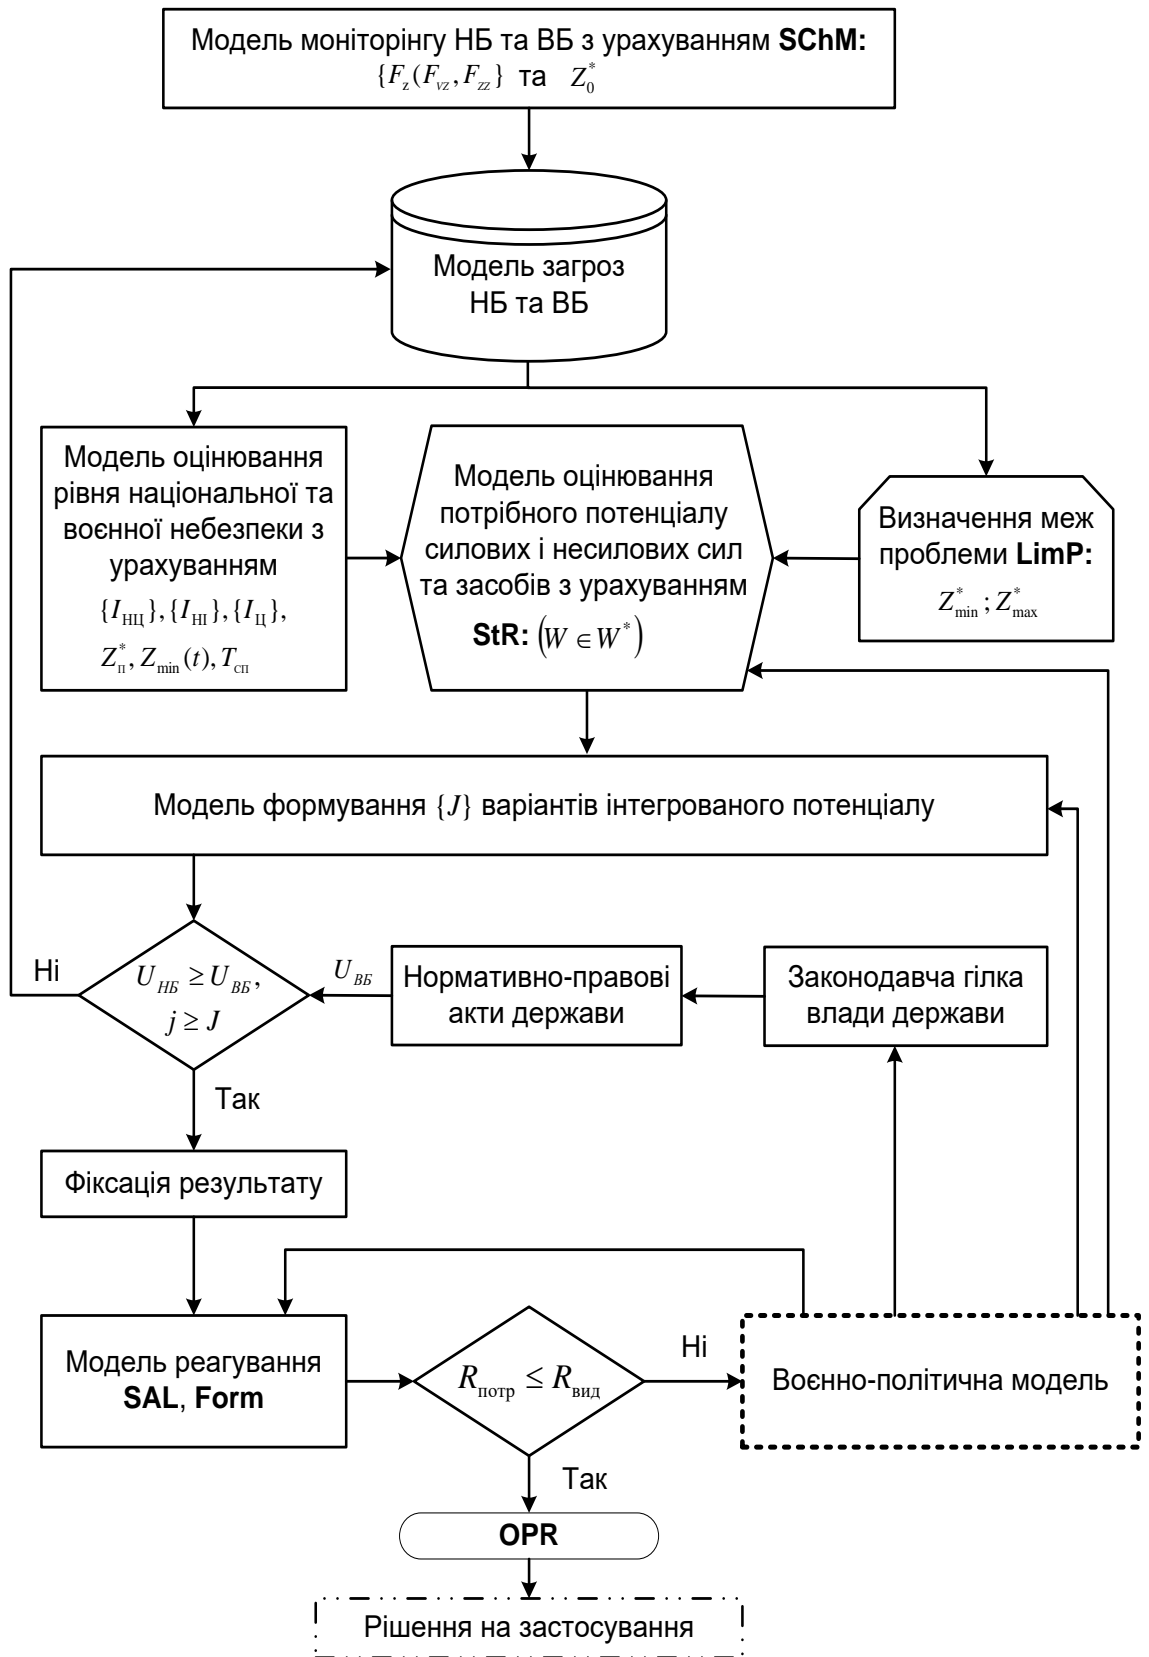 Модель моніторінгу НБ та ВБ з урахуванням SChM:
{F_z(F_VZ, F_ZZ} та Z_0^*
Модель загроз
НБ та ВБ
Модель оцінювання
рівня національної та
воєнної небезпеки з
урахуванням
{I_НЦ}, {I_НІ}, {I_Ц},
Z_п^*, Z_min(t), T_сп
Модель оцінювання
потрібного потенціалу
силових і несилових сил
та засобів з урахуванням
StR: (W ∈ W^*)
Визначення меж
проблеми LimP:
Z_min^*; Z_max^*
Модель формування {J} варіантів інтегрованого потенціалу
Ні
U_НБ ≥ U_ВБ,
j ≥ J
U_ВБ
Нормативно-правові
акти держави
Законодавча гілка
влади держави
Так
Фіксація результату
Модель реагування
SAL, Form
R_потр ≤ R_вид
Ні
Воєнно-політична модель
Так
OPR
Рішення на застосування